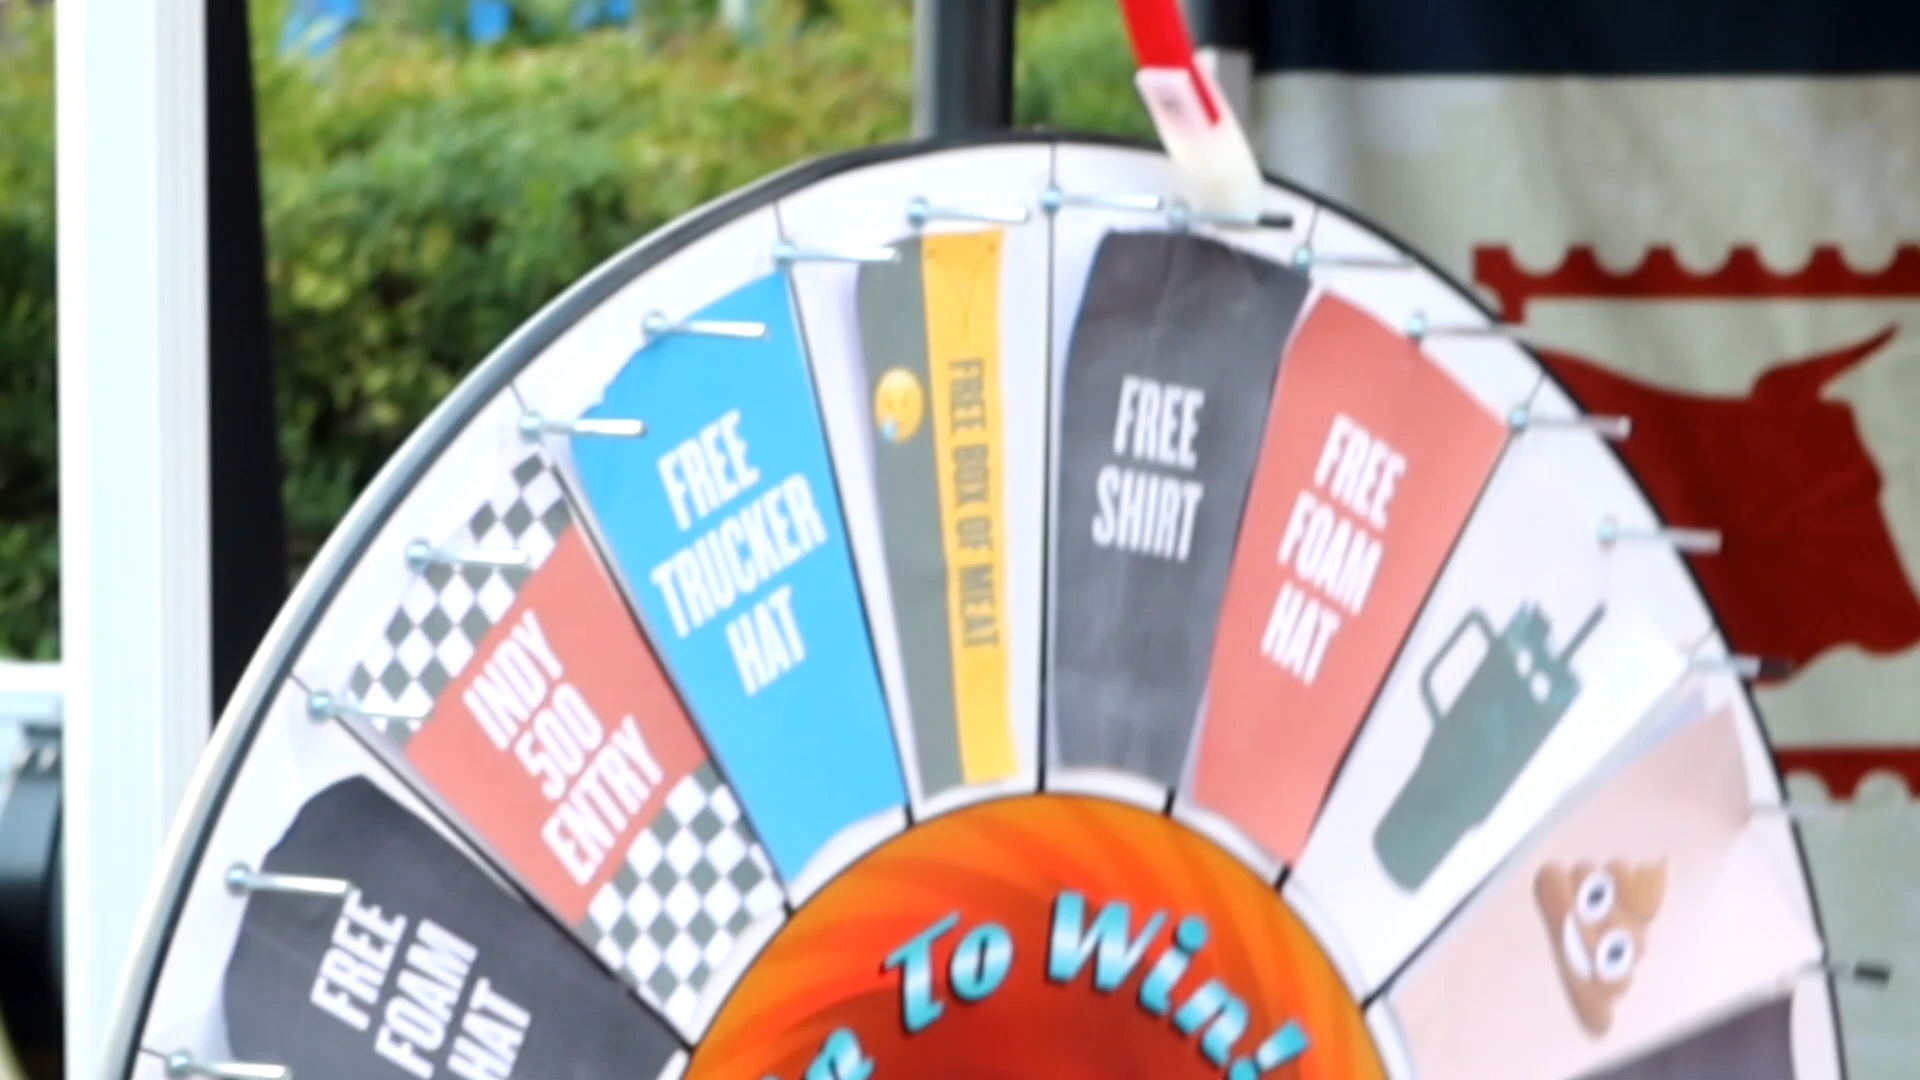 FREE
FOAM
HAT
INDY
500
ENTRY
FREE
TRUCKER
HAT
FREE BOX OF MEAT
FREE
SHIRT
FREE
FOAM
HAT
To Win!